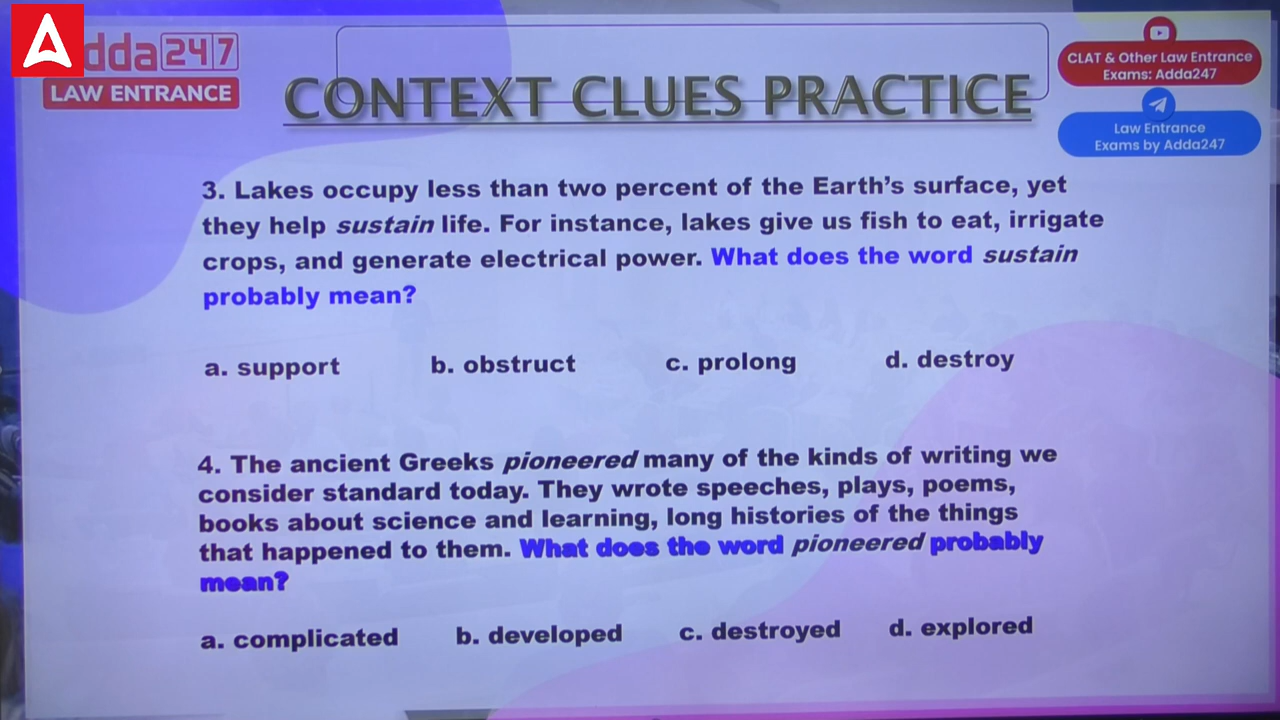 dda247
LAW ENTRANCE
CONTEXT CLUES PRACTICE
CLAT & Other Law Entrance
Exams: Adda247
Law Entrance
Exams by Adda247
3. Lakes occupy less than two percent of the Earth's surface, yet
they help sustain life. For instance, lakes give us fish to eat, irrigate
crops, and generate electrical power. What does the word sustain
probably mean?
a. support b. obstruct c. prolong d. destroy
4. The ancient Greeks pioneered many of the kinds of writing we
consider standard today. They wrote speeches, plays, poems,
books about science and learning, long histories of the things
that happened to them. What does the word pioneered probably
mean?
a. complicated b. developed c. destroyed d. explored